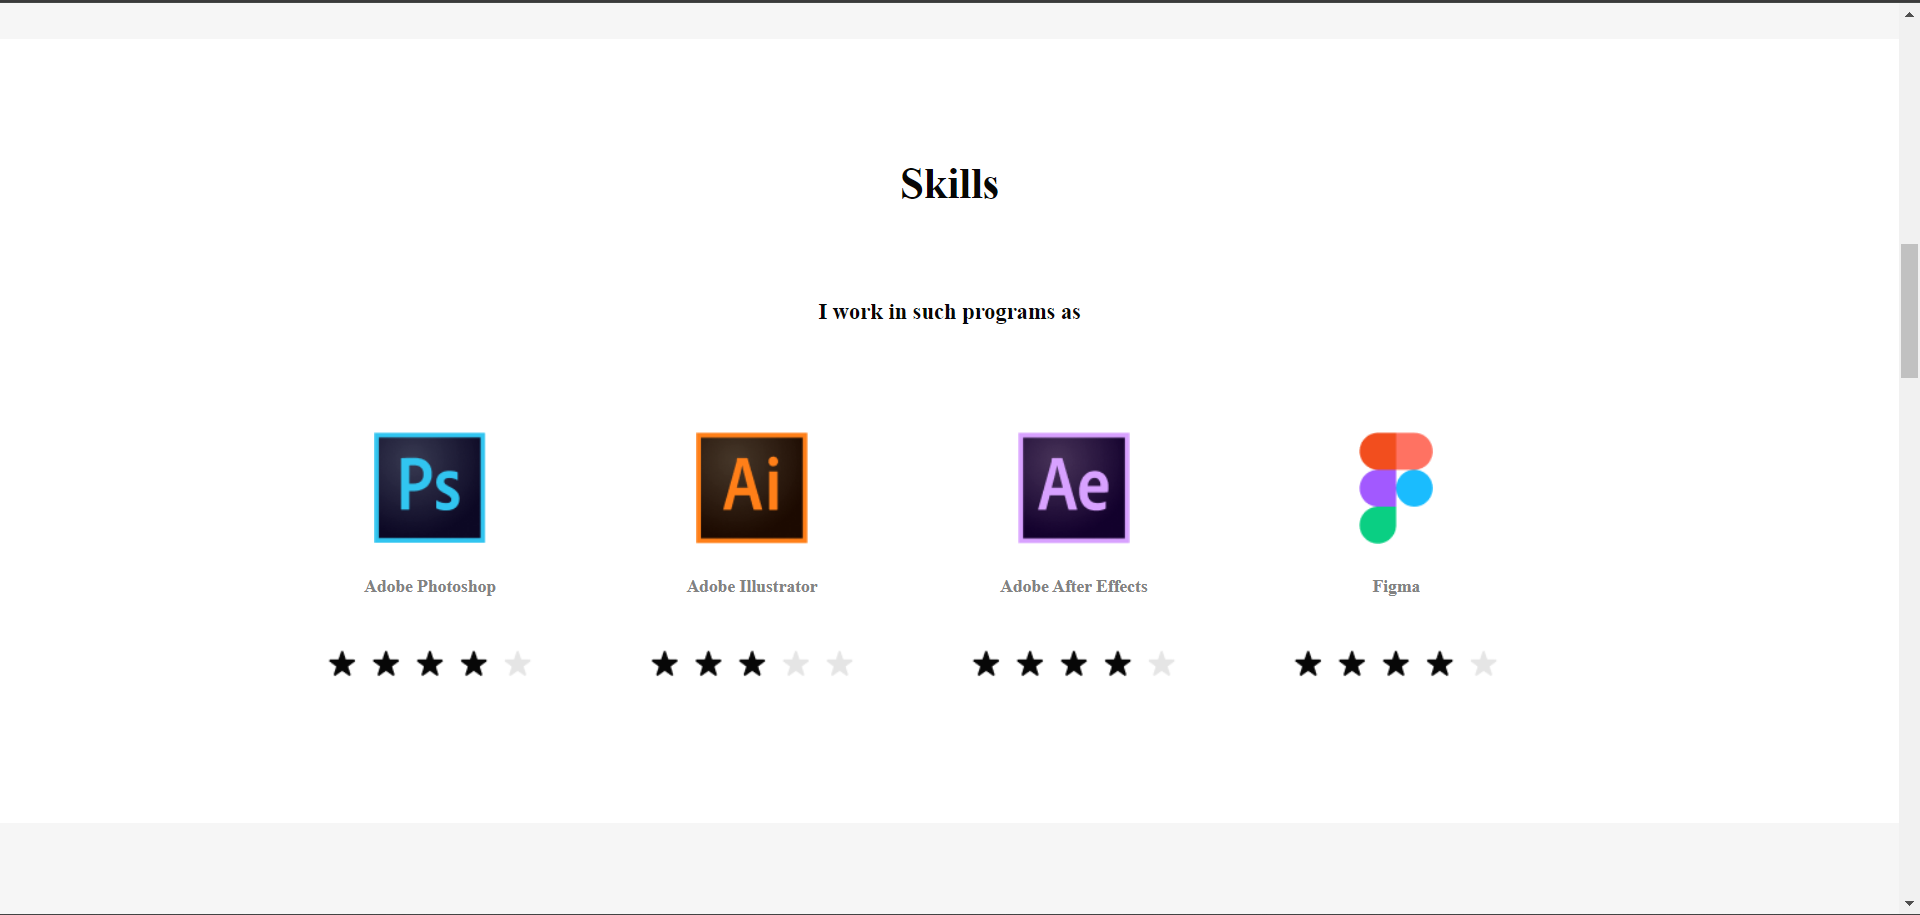 Skills
I work in such programs as
Ps
Ai
Ae
Adobe Photoshop
Adobe Illustrator
Adobe After Effects
Figma